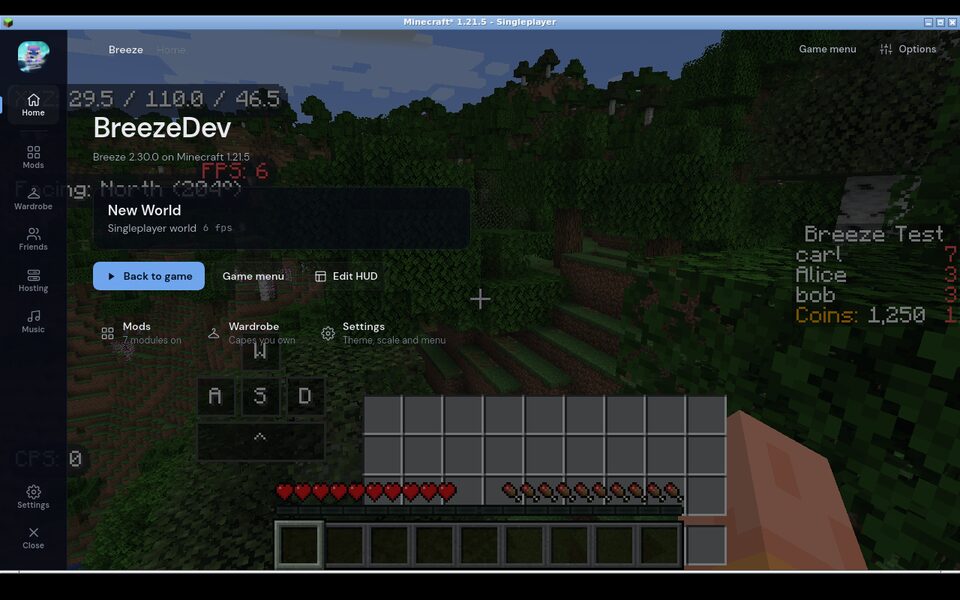 Minecraft* 1.21.5 - Singleplayer
Breeze Home
Game menu
Options
29.5 / 110.0 / 46.5
Home
BreezeDev
Breeze 2.30.0 on Minecraft 1.21.5
FPS: 6
Mods
Facing: North (204°)
Wardrobe
New World
Singleplayer world 6 fps
Friends
Breeze Test
carl 7
Alice 3
bob 3
Coins: 1,250 1
Back to game
Game menu
Edit HUD
Hosting
Music
Mods
7 modules on
Wardrobe
Capes you own
Settings
Theme, scale and menu
W
A
S
D
^
CPS: 0
Settings
Close